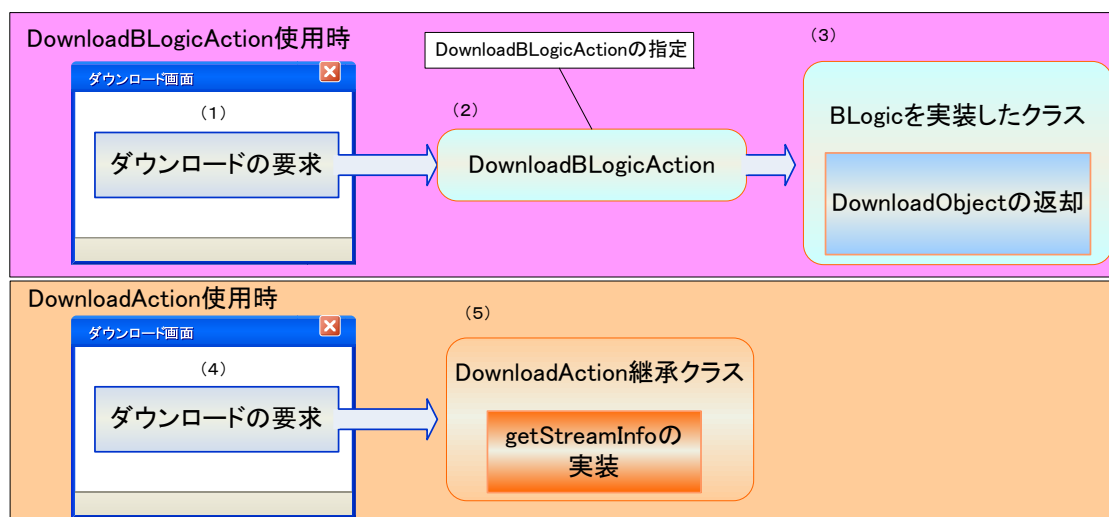 DownloadBLogicAction使用時
ダウンロード画面
(1)
ダウンロードの要求
DownloadBLogicActionの指定
(2)
DownloadBLogicAction
(3)
BLogicを実装したクラス
DownloadObjectの返却
DownloadAction使用時
ダウンロード画面
(4)
ダウンロードの要求
(5)
DownloadAction継承クラス
getStreamInfoの
実装